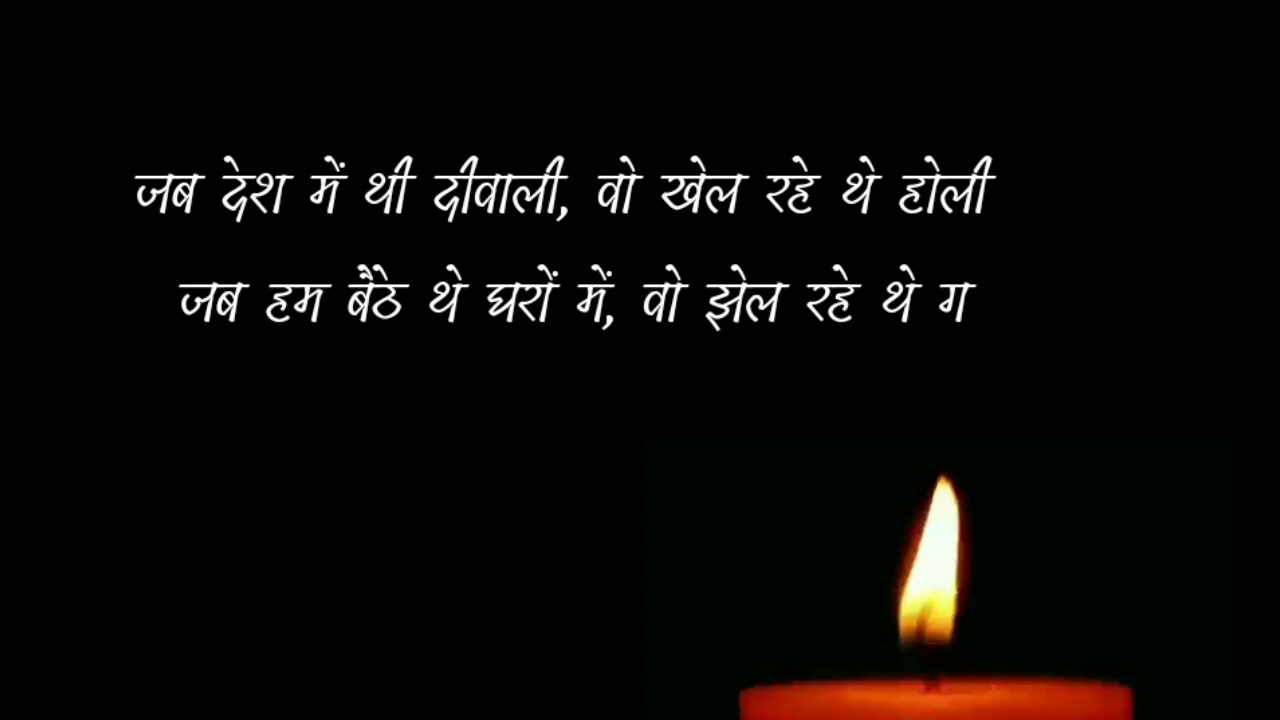 जब देश में थी दीवाली, वो खेल रहे थे होली
जब हम बैठे थे घरों में, वो झेल रहे थे ग